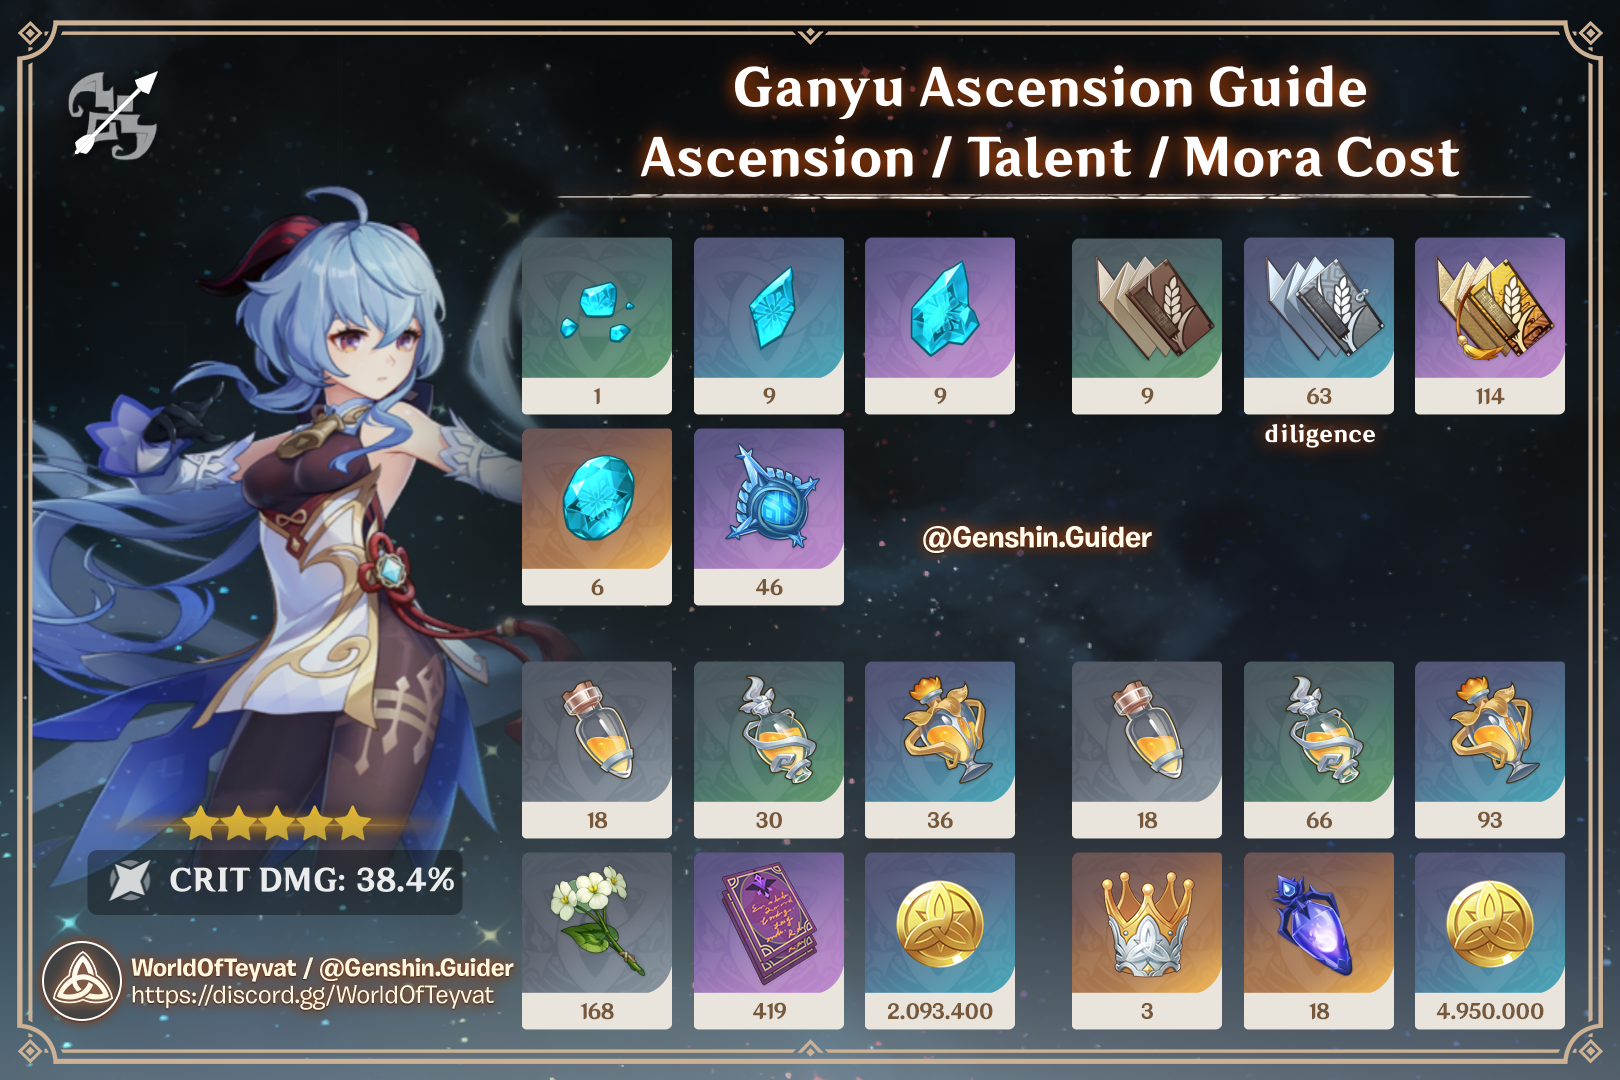 Ganyu Ascension Guide
Ascension / Talent / Mora Cost
1
9
9
9
63
114
diligence
6
46
@Genshin.Guider
18
30
36
18
66
93
168
419
2.093.400
3
18
4.950.000
CRIT DMG: 38.4%
WorldOfTeyvat / @Genshin.Guider
https://discord.gg/WorldOfTeyvat